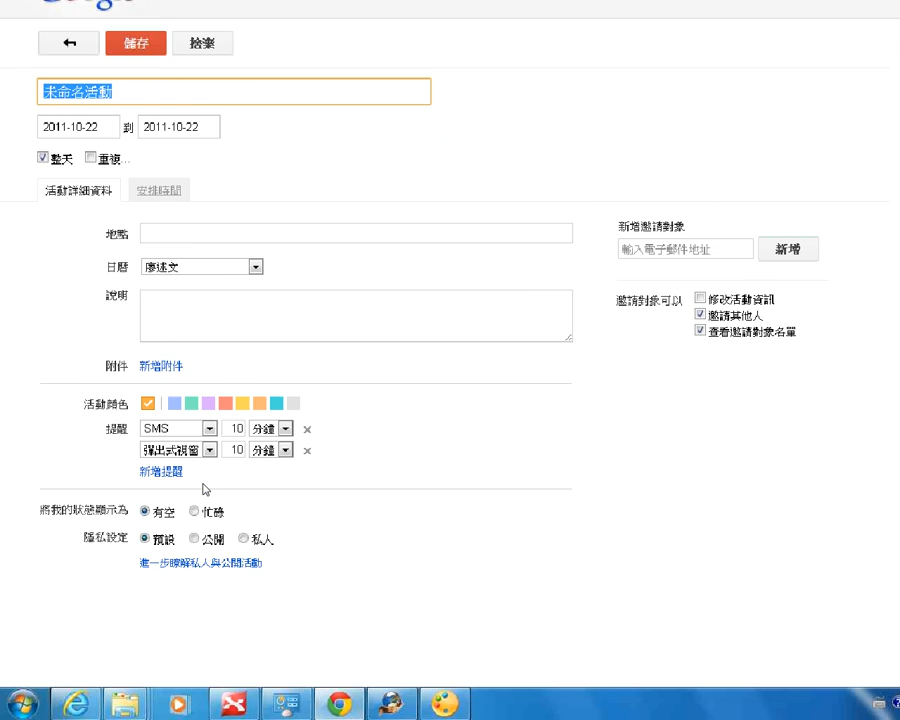 儲存 捨棄
未命名活動
2011-10-22 到 2011-10-22
整天 重複...
活動詳細資料 安排時間
地點
日曆 廖述文
說明
附件 新增附件
活動顏色
提醒 SMS 10 分鐘
彈出式視窗 10 分鐘
新增提醒
將我的狀態顯示為 有空 忙碌
隱私設定 預設 公開 私人
進一步瞭解私人與公開活動
新增邀請對象
輸入電子郵件地址 新增
邀請對象可以 修改活動資訊
邀請其他人
查看邀請對象名單